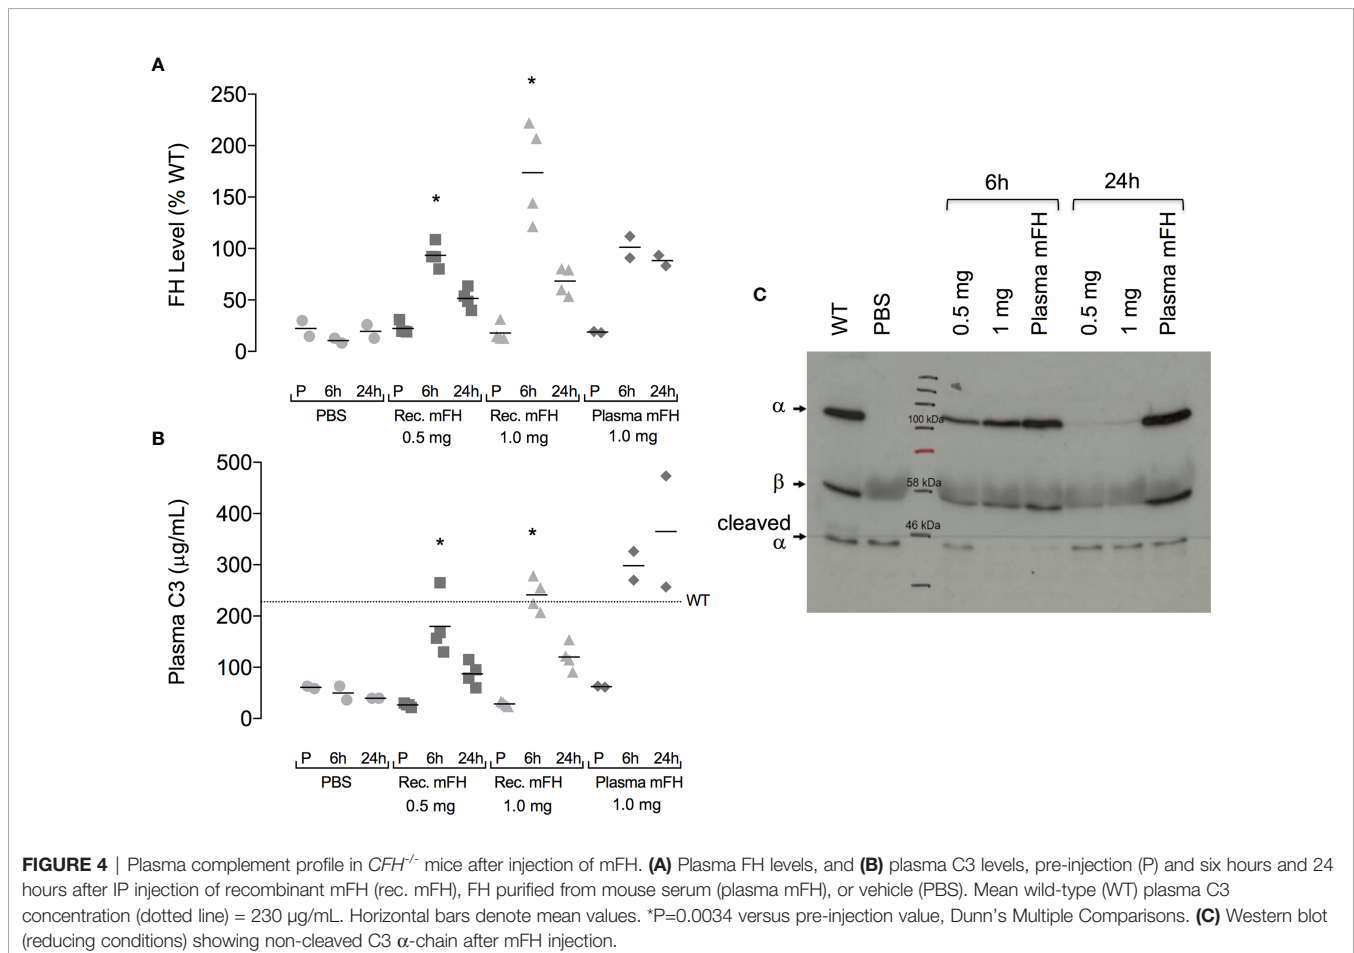 A
*
*
FH Level (% WT)
250
200
150
100
50
0
P 6h 24h P 6h 24h P 6h 24h P 6h 24h
PBS Rec. mFH Rec. mFH Plasma mFH
0.5 mg 1.0 mg 1.0 mg
B
*
*
Plasma C3 (µg/mL)
500
400
300
200
100
0
WT
P 6h 24h P 6h 24h P 6h 24h P 6h 24h
PBS Rec. mFH Rec. mFH Plasma mFH
0.5 mg 1.0 mg 1.0 mg
C
6h 24h
WT PBS 0.5 mg 1 mg Plasma mFH 0.5 mg 1 mg Plasma mFH
α
100 kDa
β
58 kDa
cleaved
α
46 kDa
FIGURE 4 | Plasma complement profile in CFH-/- mice after injection of mFH. (A) Plasma FH levels, and (B) plasma C3 levels, pre-injection (P) and six hours and 24
hours after IP injection of recombinant mFH (rec. mFH), FH purified from mouse serum (plasma mFH), or vehicle (PBS). Mean wild-type (WT) plasma C3
concentration (dotted line) = 230 µg/mL. Horizontal bars denote mean values. *P=0.0034 versus pre-injection value, Dunn's Multiple Comparisons. (C) Western blot
(reducing conditions) showing non-cleaved C3 α-chain after mFH injection.